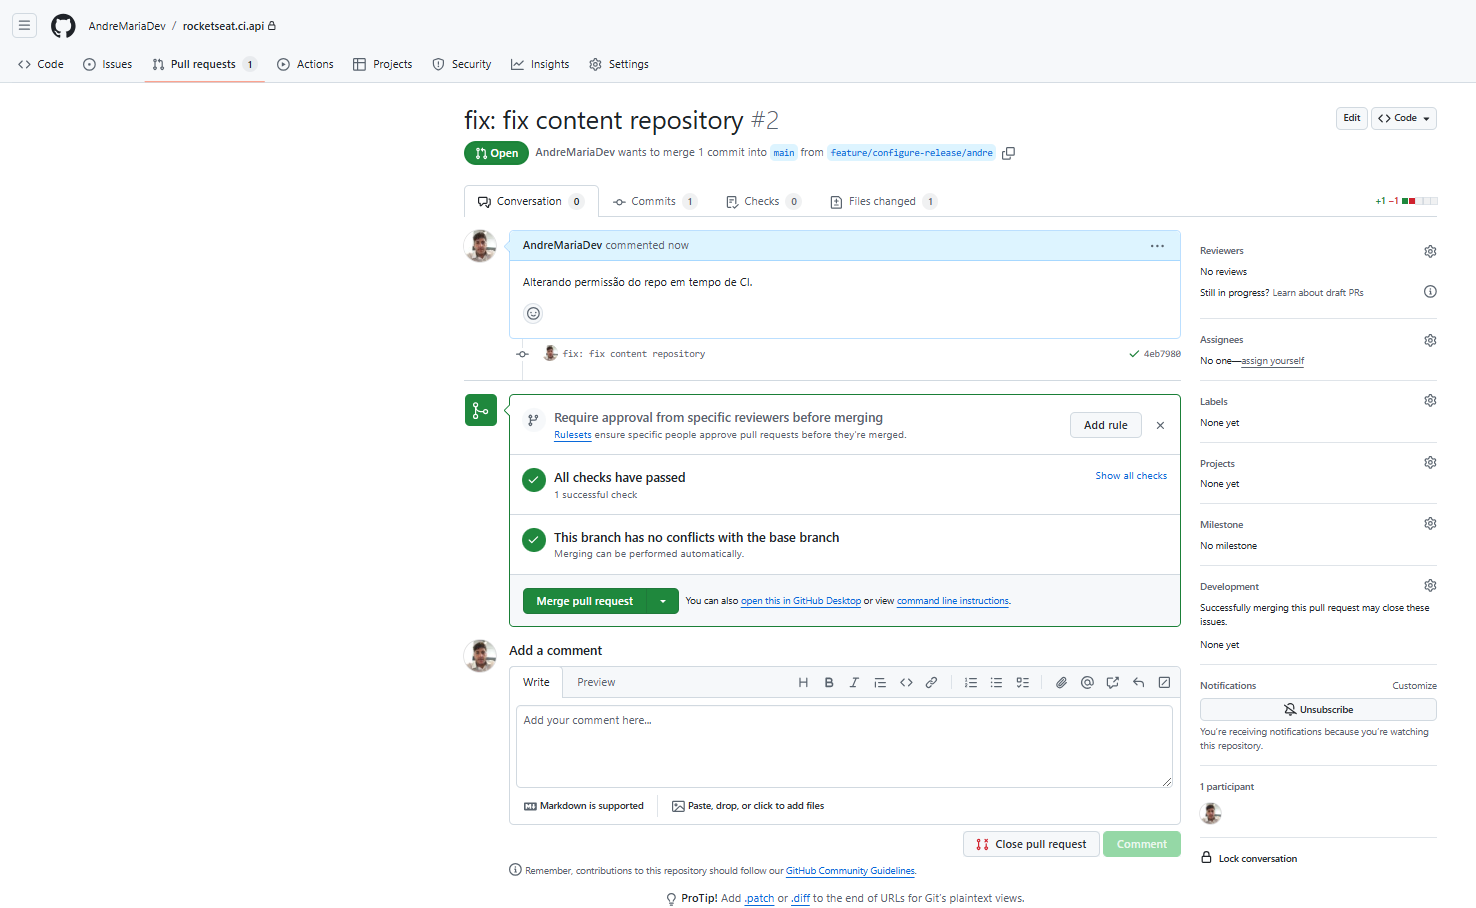 AndreMariaDev / rocketseat.ci.api
Code Issues Pull requests 1 Actions Projects Security Insights Settings
fix: fix content repository #2
Edit Code
Open AndreMariaDev wants to merge 1 commit into main from feature/configure-release/andre
Conversation 0 Commits 1 Checks 0 Files changed 1
+1 −1
AndreMariaDev commented now
Alterando permissão do repo em tempo de CI.
fix: fix content repository 4eb7980
Require approval from specific reviewers before merging
Rulesets ensure specific people approve pull requests before they're merged.
Add rule
All checks have passed
1 successful check
Show all checks
This branch has no conflicts with the base branch
Merging can be performed automatically.
Merge pull request You can also open this in GitHub Desktop or view command line instructions.
Add a comment
Write Preview
Add your comment here...
Markdown is supported Paste, drop, or click to add files
Close pull request Comment
Remember, contributions to this repository should follow our GitHub Community Guidelines.
ProTip! Add .patch or .diff to the end of URLs for Git's plaintext views.
Reviewers
No reviews
Still in progress? Learn about draft PRs
Assignees
No one—assign yourself
Labels
None yet
Projects
None yet
Milestone
No milestone
Development
Successfully merging this pull request may close these
issues.
None yet
Notifications Customize
Unsubscribe
You're receiving notifications because you're watching
this repository.
1 participant
Lock conversation